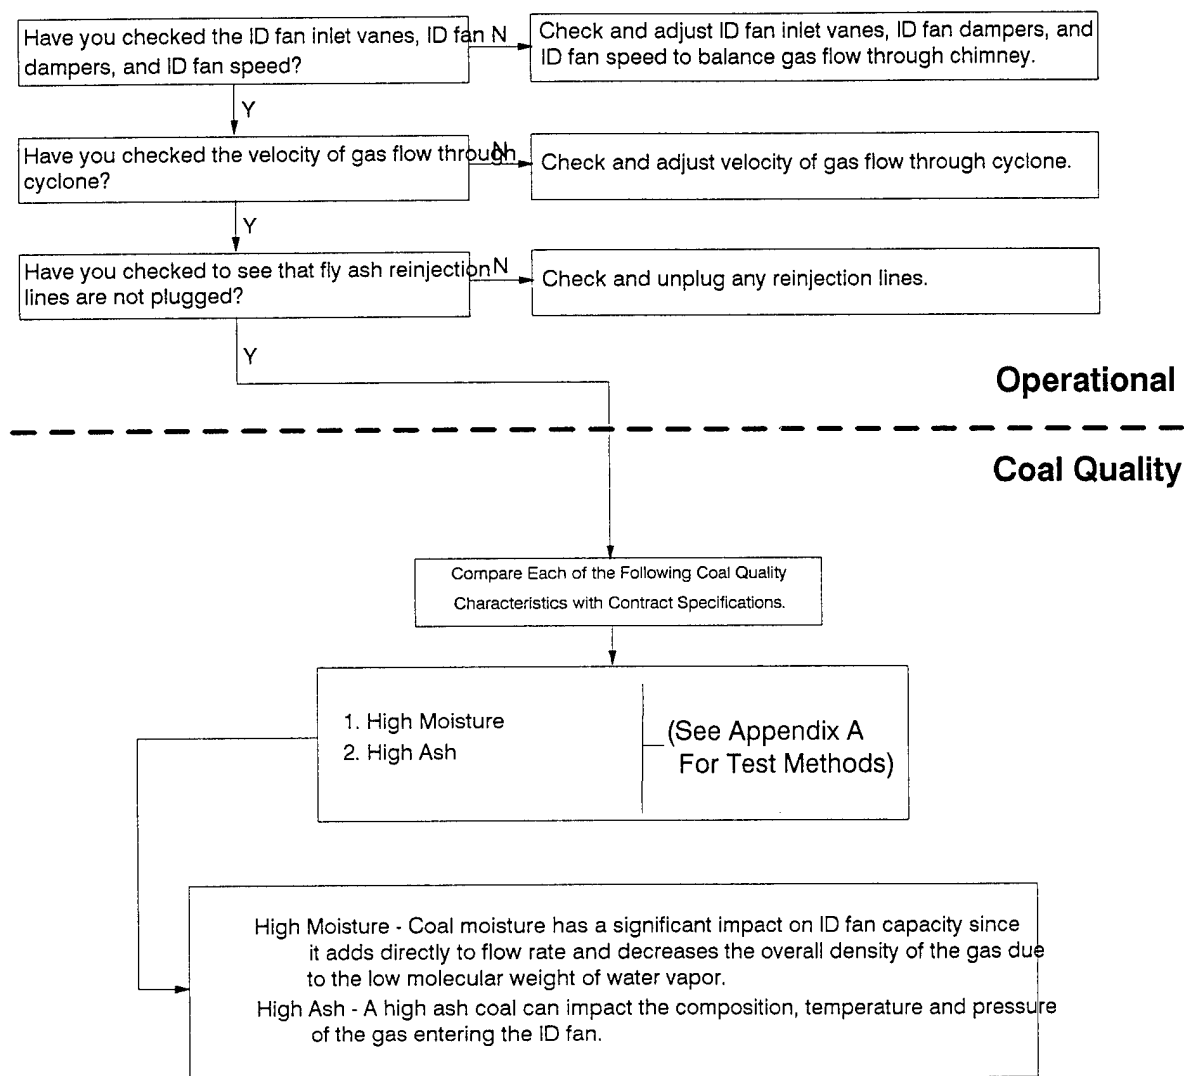 Have you checked the ID fan inlet vanes, ID fan
dampers, and ID fan speed?
N
Check and adjust ID fan inlet vanes, ID fan dampers, and
ID fan speed to balance gas flow through chimney.
Y
Have you checked the velocity of gas flow through
cyclone?
N
Check and adjust velocity of gas flow through cyclone.
Y
Have you checked to see that fly ash reinjection
lines are not plugged?
N
Check and unplug any reinjection lines.
Y
Operational
Coal Quality
Compare Each of the Following Coal Quality
Characteristics with Contract Specifications.
1. High Moisture
2. High Ash
(See Appendix A
For Test Methods)
High Moisture - Coal moisture has a significant impact on ID fan capacity since
it adds directly to flow rate and decreases the overall density of the gas due
to the low molecular weight of water vapor.
High Ash - A high ash coal can impact the composition, temperature and pressure
of the gas entering the ID fan.